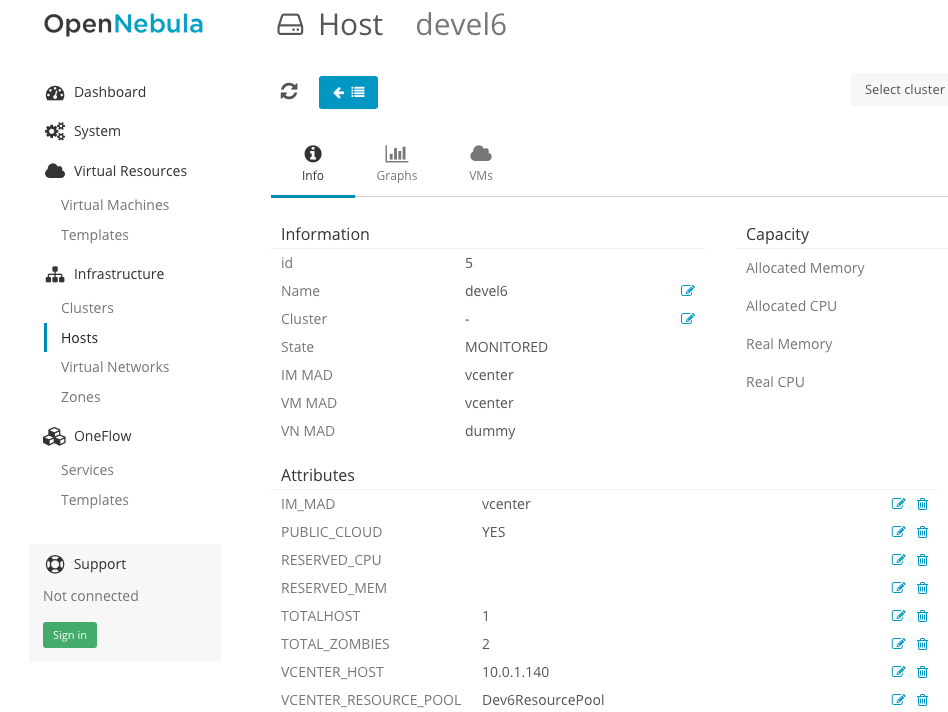 OpenNebula
Host devel6
Select cluster
Dashboard
System
Virtual Resources
Virtual Machines
Templates
Infrastructure
Clusters
Hosts
Virtual Networks
Zones
OneFlow
Services
Templates
Support
Not connected
Sign in
Info Graphs VMs
Information
id 5
Name devel6
Cluster -
State MONITORED
IM MAD vcenter
VM MAD vcenter
VN MAD dummy
Capacity
Allocated Memory
Allocated CPU
Real Memory
Real CPU
Attributes
IM_MAD vcenter
PUBLIC_CLOUD YES
RESERVED_CPU
RESERVED_MEM
TOTALHOST 1
TOTAL_ZOMBIES 2
VCENTER_HOST 10.0.1.140
VCENTER_RESOURCE_POOL Dev6ResourcePool